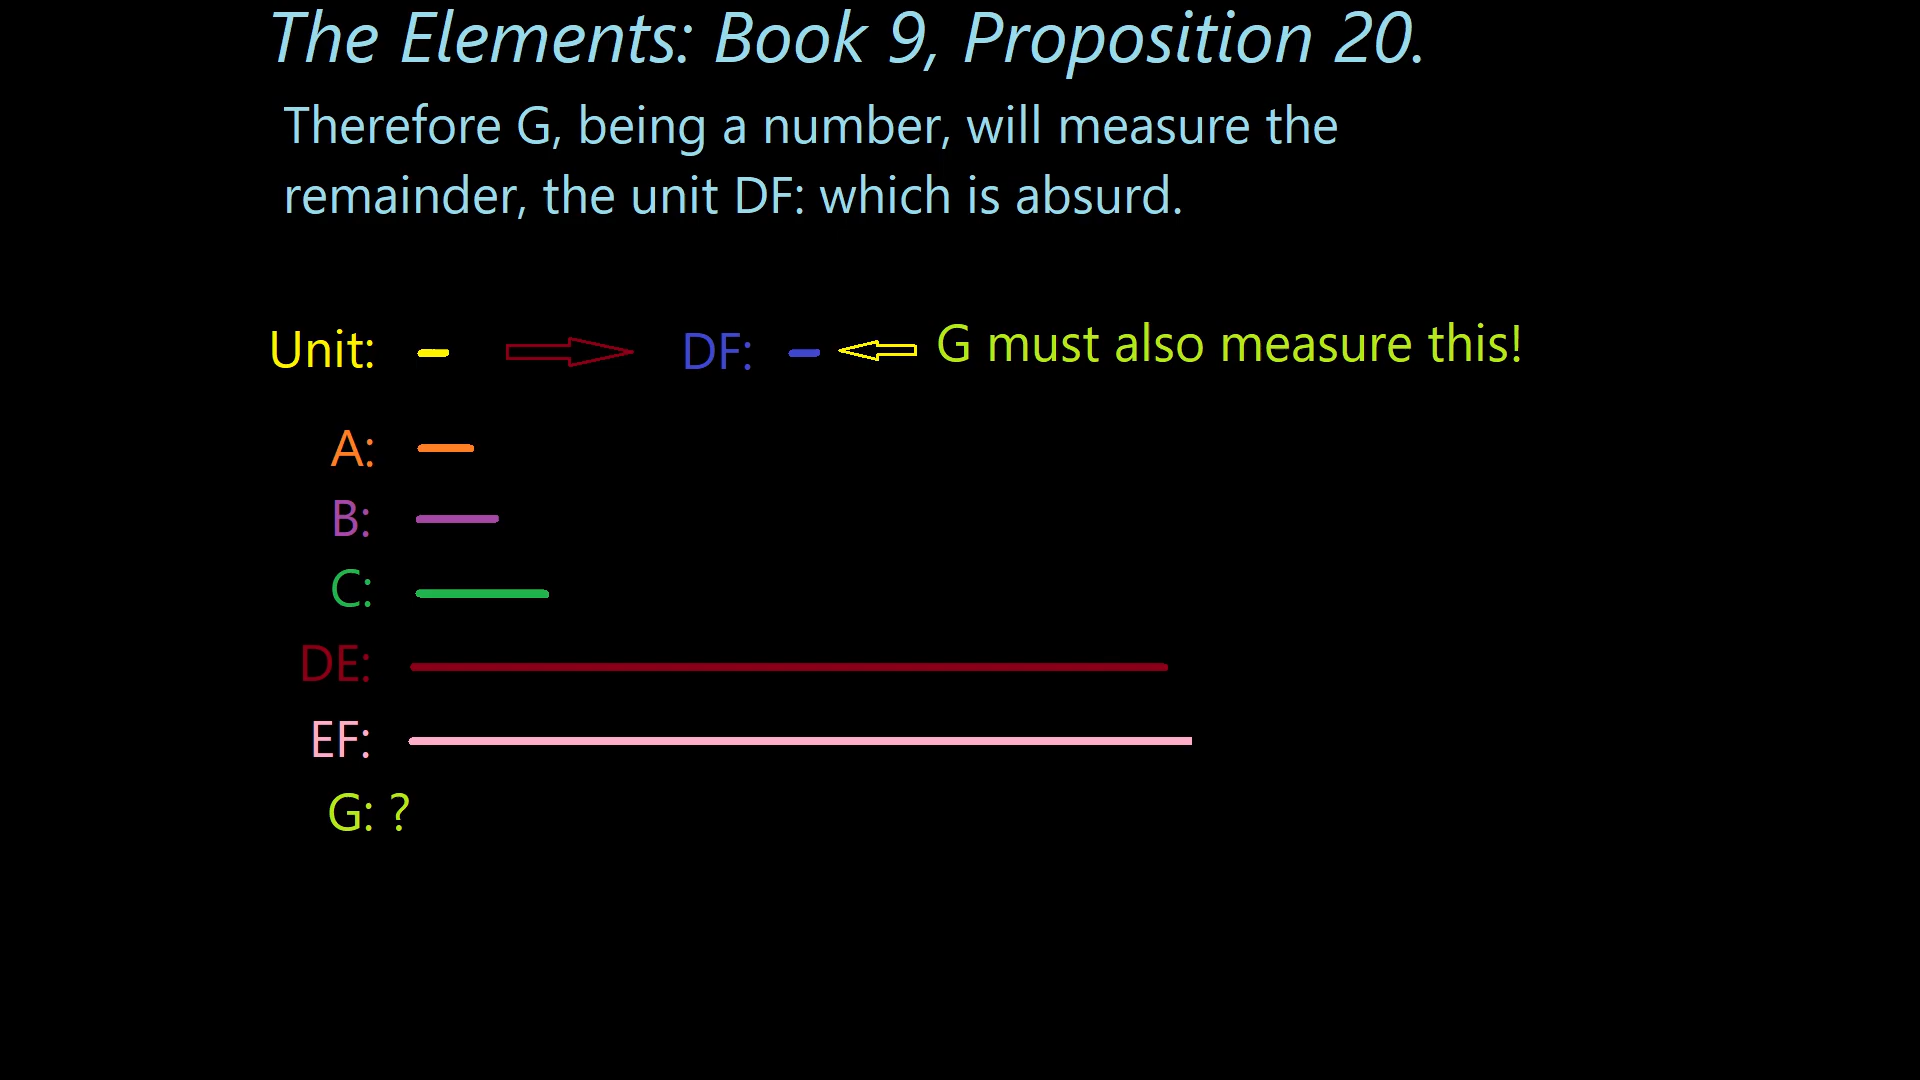 The Elements: Book 9, Proposition 20.
Therefore G, being a number, will measure the
remainder, the unit DF: which is absurd.
Unit: DF: G must also measure this!
A:
B:
C:
DE:
EF:
G: ?